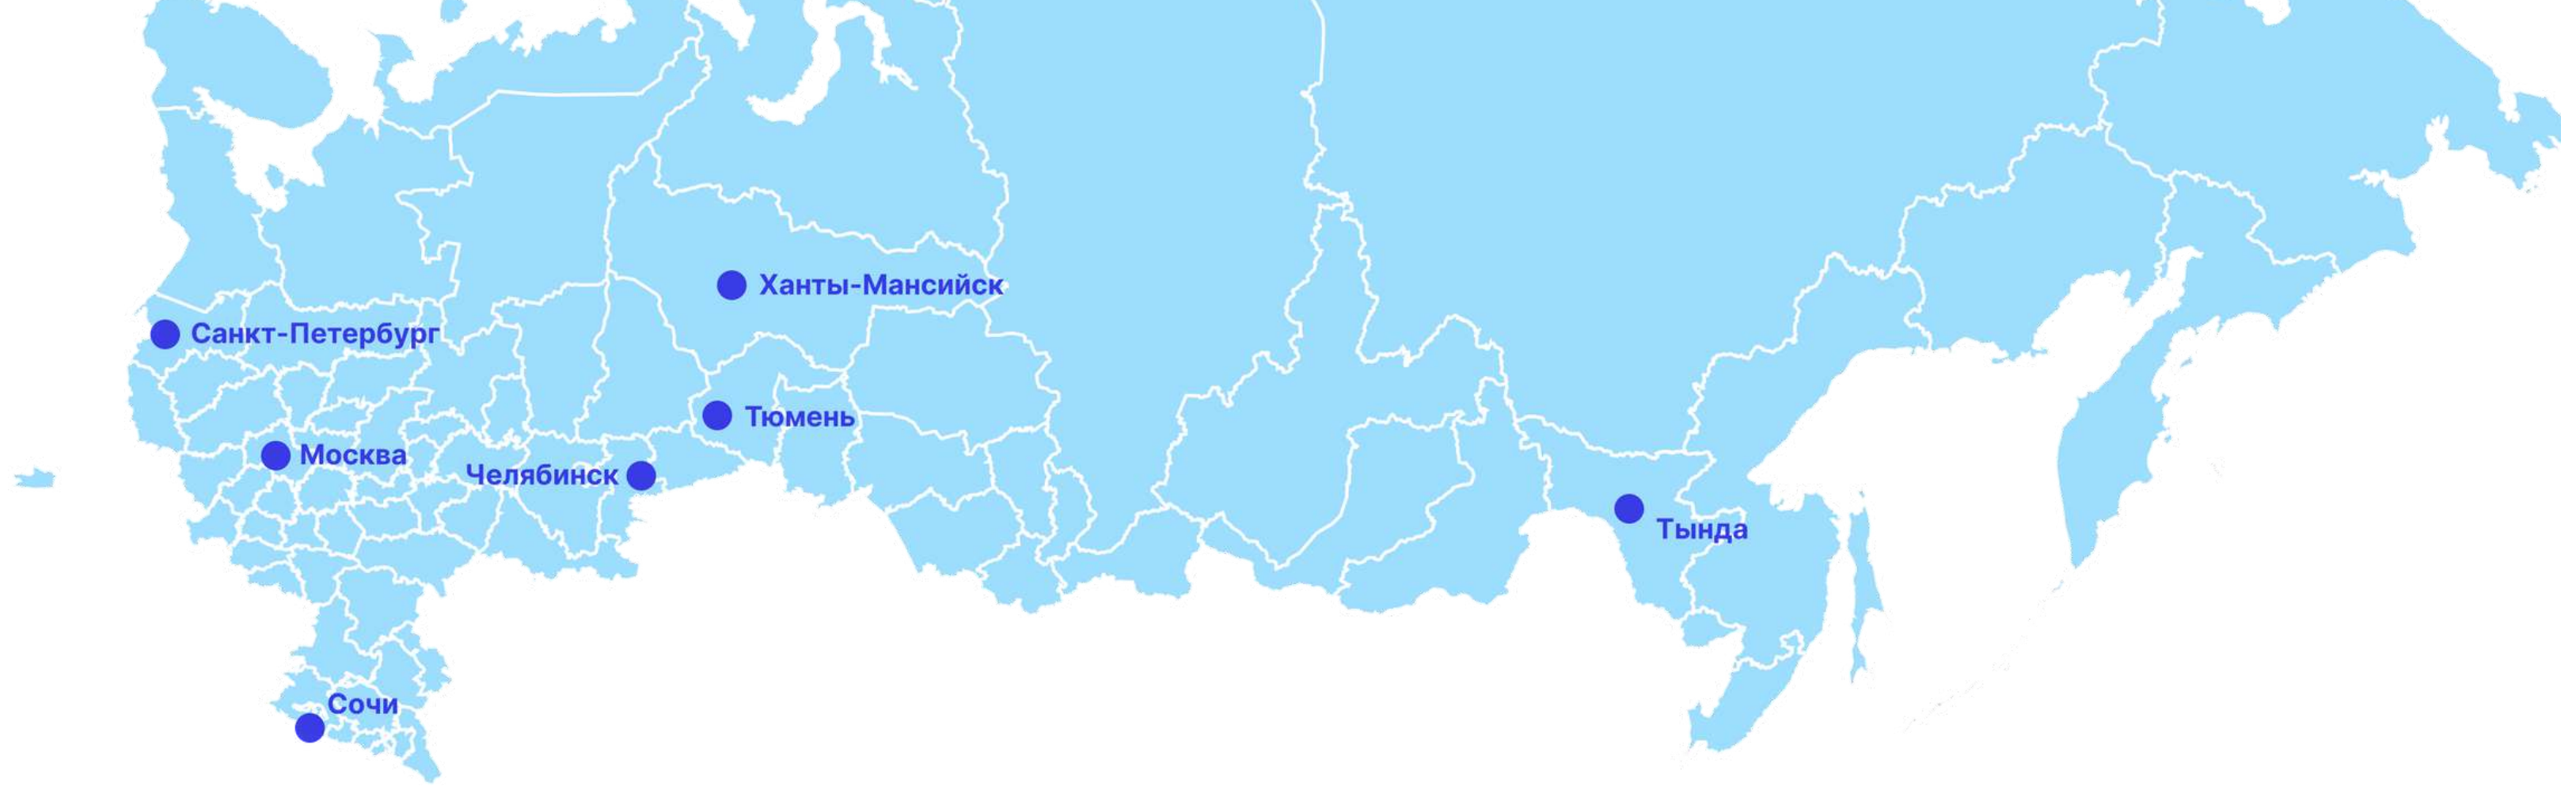 Ханты-Мансийск
Санкт-Петербург
Тюмень
Москва
Челябинск
Тында
Сочи